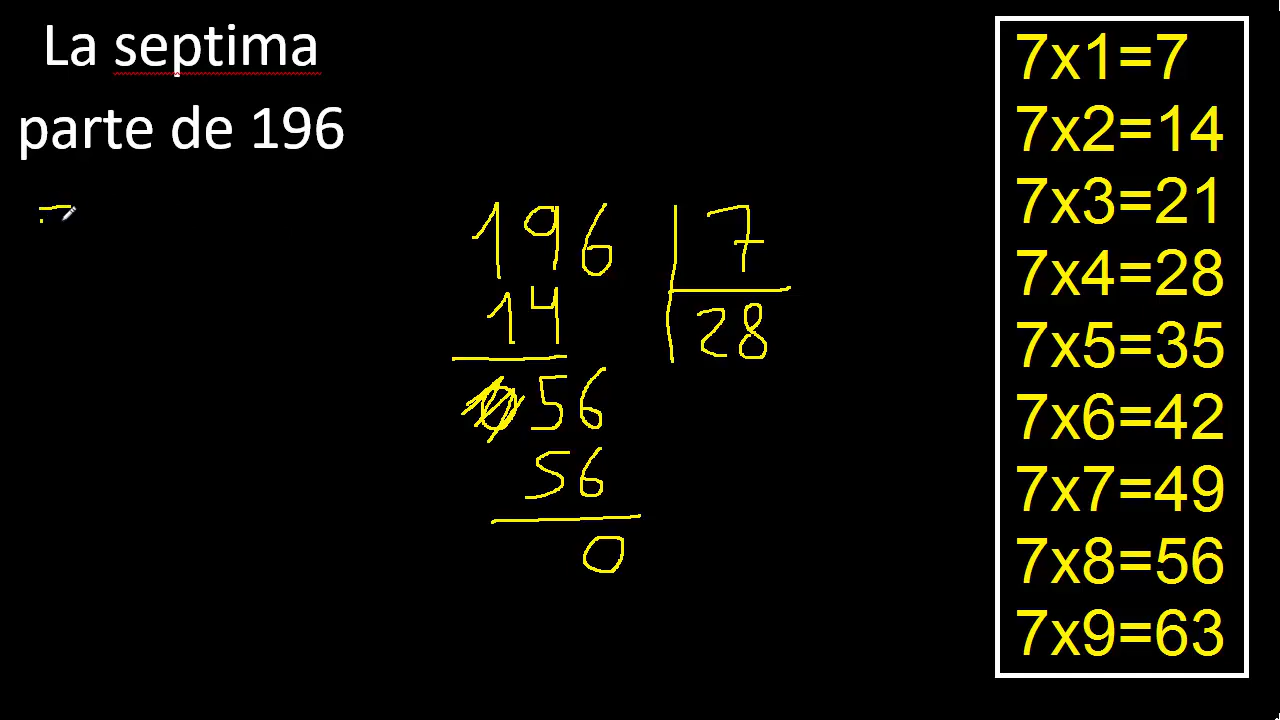 La septima
parte de 196
=
196 7
14 28
56
56
0
7x1=7
7x2=14
7x3=21
7x4=28
7x5=35
7x6=42
7x7=49
7x8=56
7x9=63